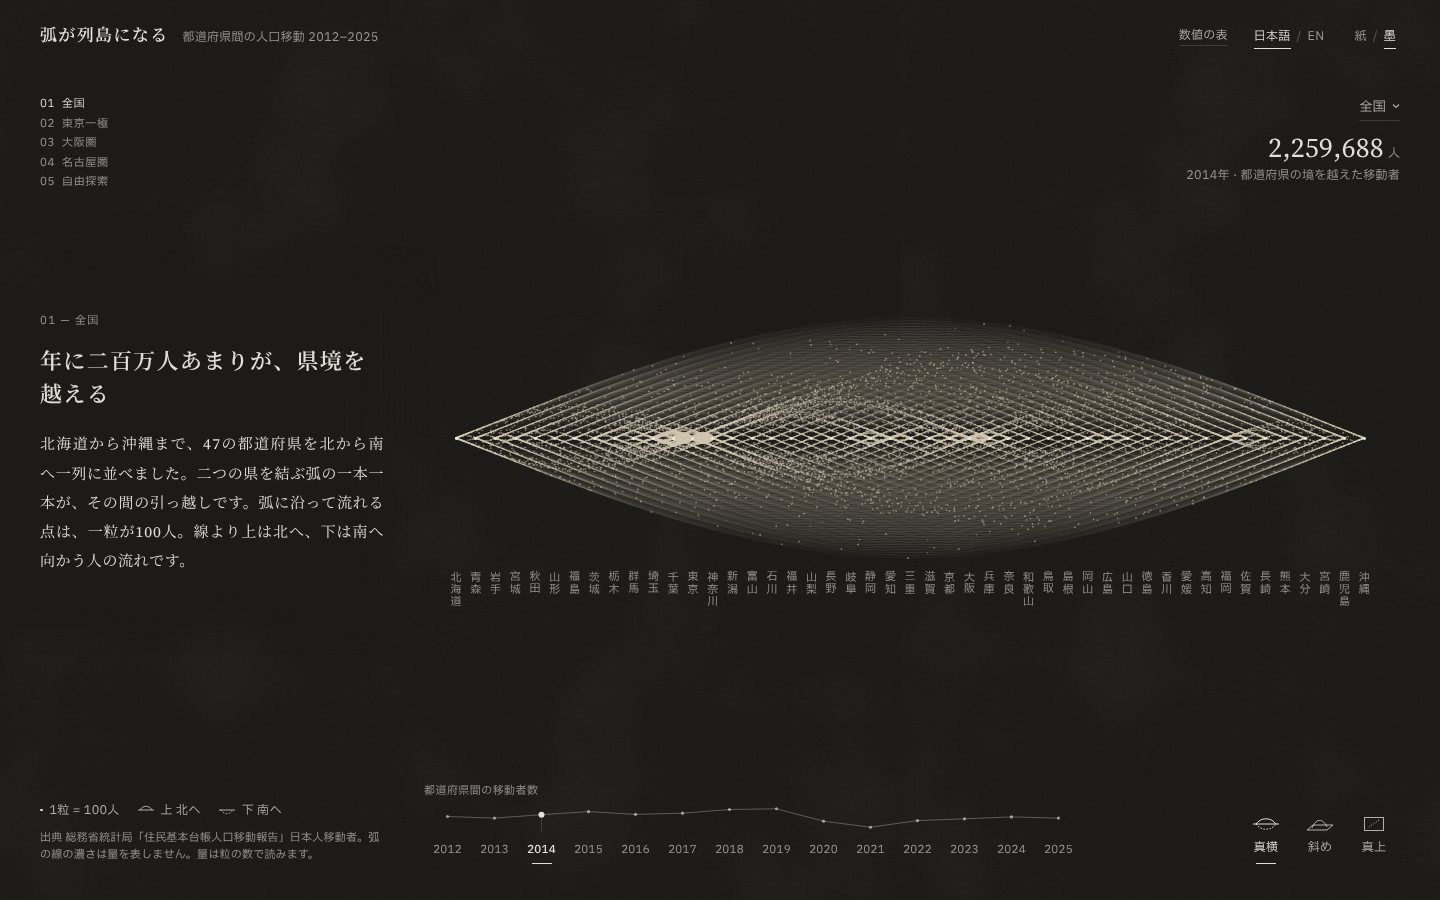 弧が列島になる 都道府県間の人口移動 2012–2025
数値の表 日本語 / EN 紙 / 墨
01 全国
02 東京一極
03 大阪圏
04 名古屋圏
05 自由探索
全国
2,259,688 人
2014年 · 都道府県の境を越えた移動者
01 — 全国
年に二百万人あまりが、県境を
越える
北海道から沖縄まで、47の都道府県を北から南
へ一列に並べました。二つの県を結ぶ弧の一本一
本が、その間の引っ越しです。弧に沿って流れる
点は、一粒が100人。線より上は北へ、下は南へ
向かう人の流れです。
北海道 青森 岩手 宮城 秋田 山形 福島 茨城 栃木 群馬 埼玉 千葉 東京 神奈川 新潟 富山 石川 福井 山梨 長野 岐阜 静岡 愛知 三重 滋賀 京都 大阪 兵庫 奈良 和歌山 鳥取 島根 岡山 広島 山口 徳島 香川 愛媛 高知 福岡 佐賀 長崎 熊本 大分 宮崎 鹿児島 沖縄
都道府県間の移動者数
1粒 = 100人 上 北へ 下 南へ
出典 総務省統計局「住民基本台帳人口移動報告」日本人移動者。弧
の線の濃さは量を表しません。量は粒の数で読みます。
2012 2013 2014 2015 2016 2017 2018 2019 2020 2021 2022 2023 2024 2025
真横 斜め 真上